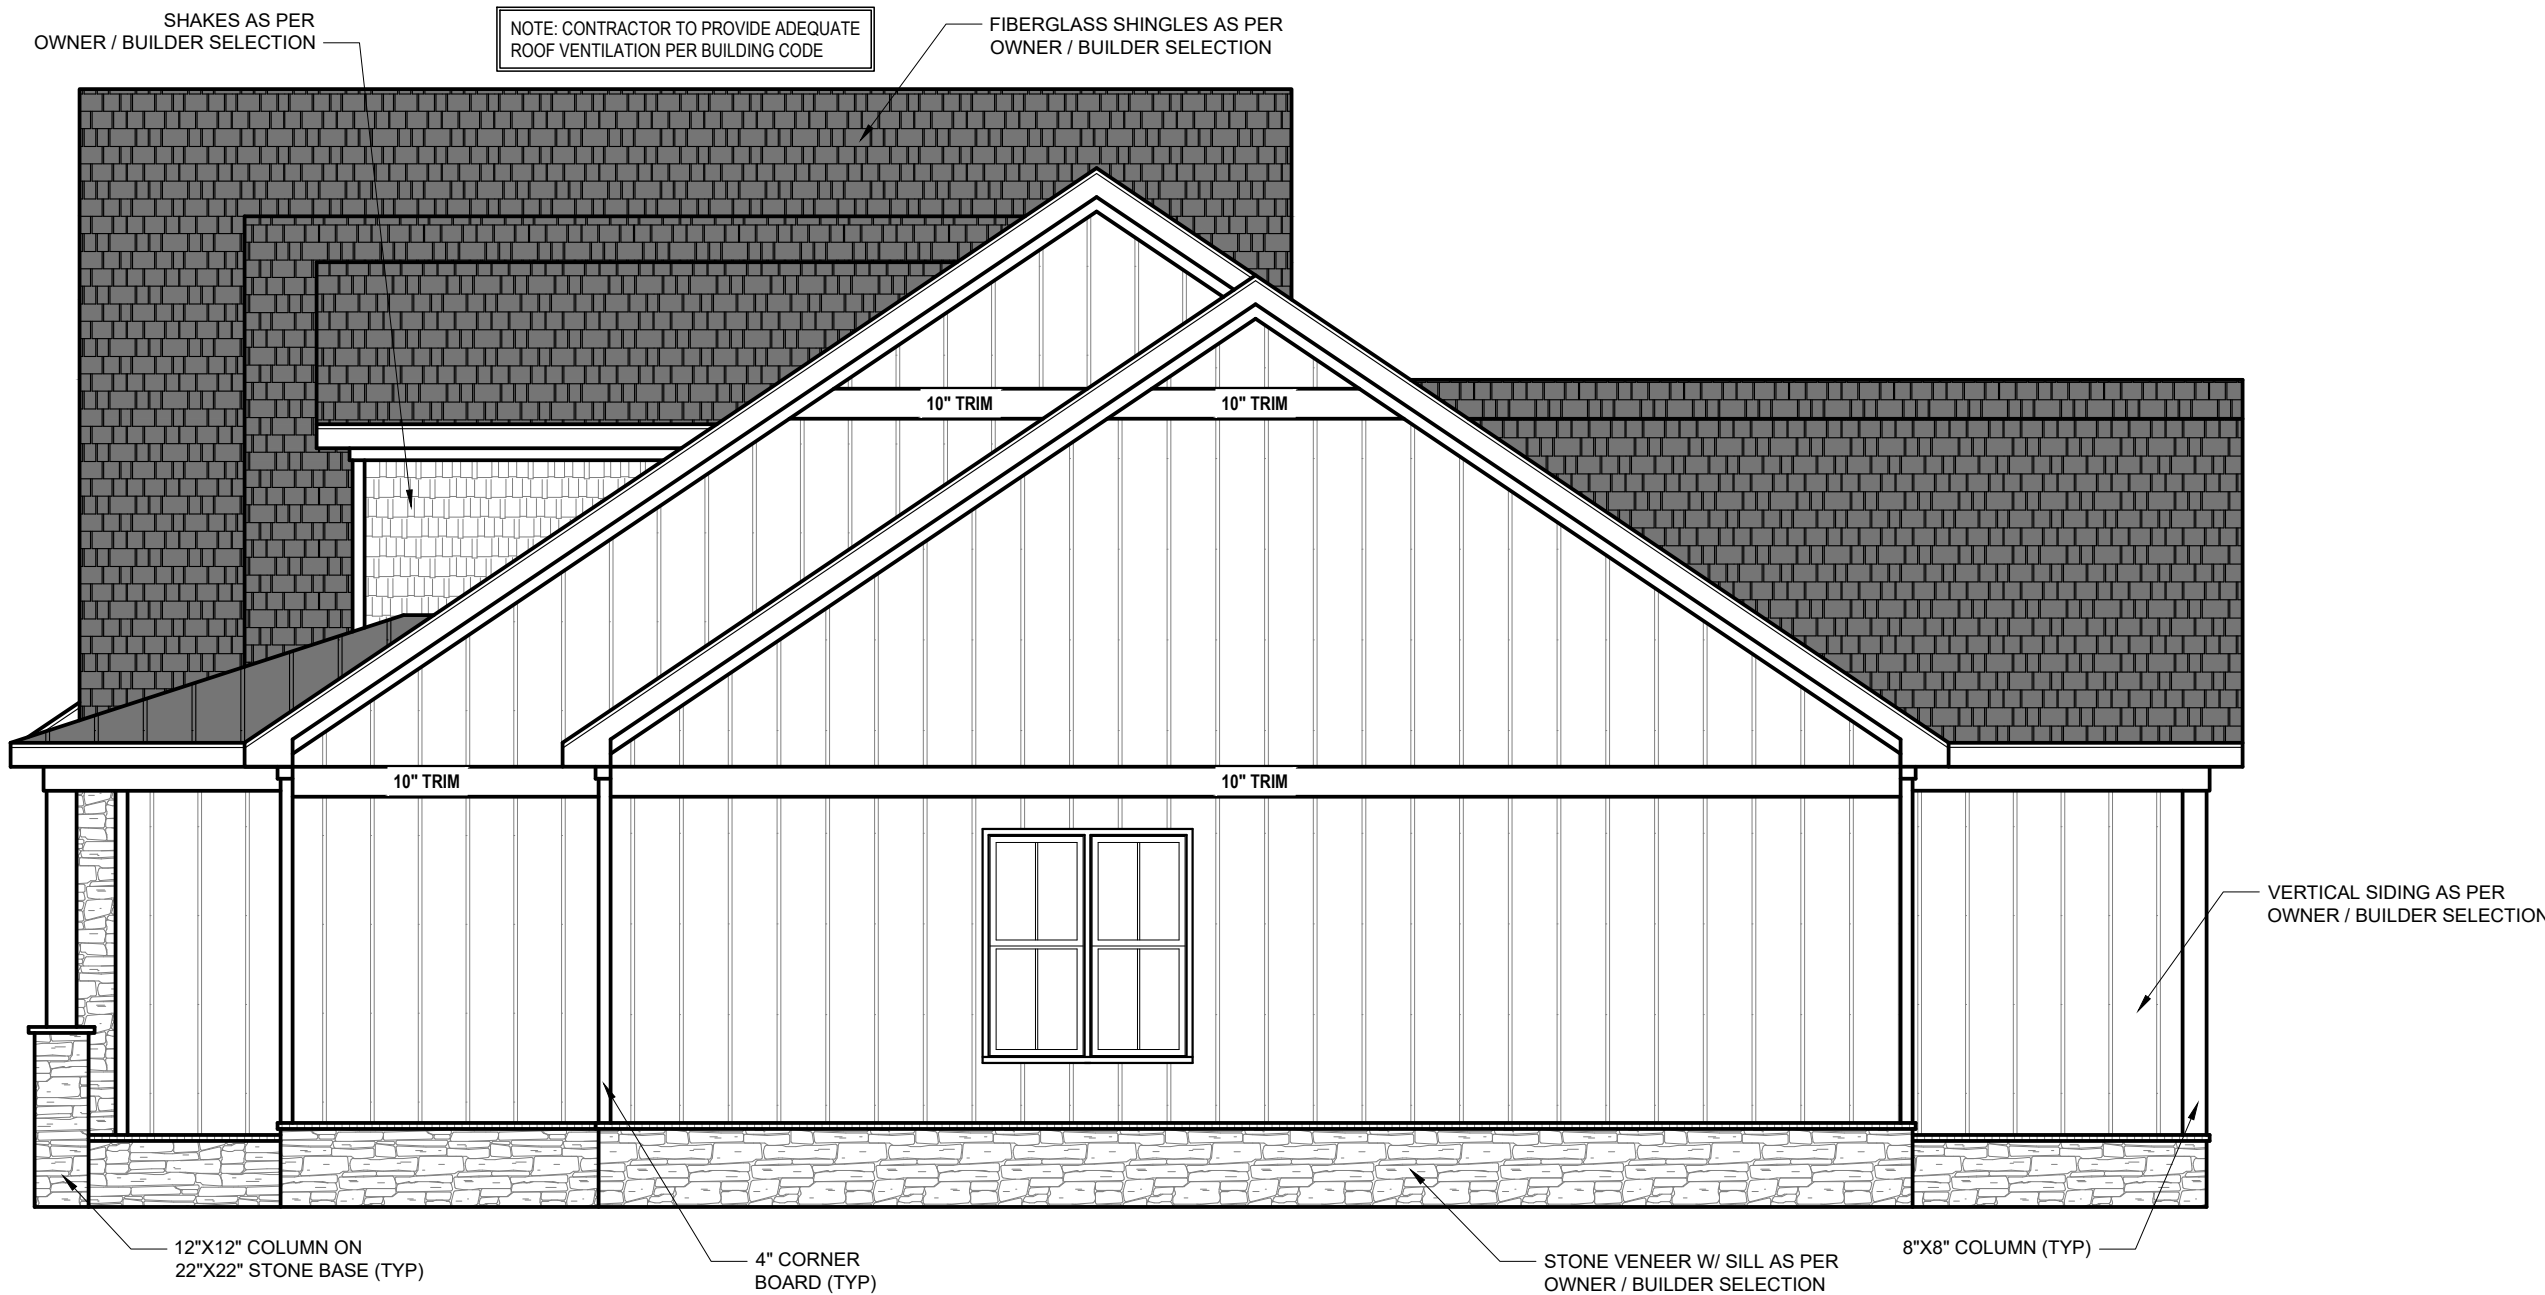 SHAKES AS PER
OWNER / BUILDER SELECTION
NOTE: CONTRACTOR TO PROVIDE ADEQUATE
ROOF VENTILATION PER BUILDING CODE
FIBERGLASS SHINGLES AS PER
OWNER / BUILDER SELECTION
10" TRIM
10" TRIM
10" TRIM
10" TRIM
VERTICAL SIDING AS PER
OWNER / BUILDER SELECTION
12"X12" COLUMN ON
22"X22" STONE BASE (TYP)
4" CORNER
BOARD (TYP)
STONE VENEER W/ SILL AS PER
OWNER / BUILDER SELECTION
8"X8" COLUMN (TYP)